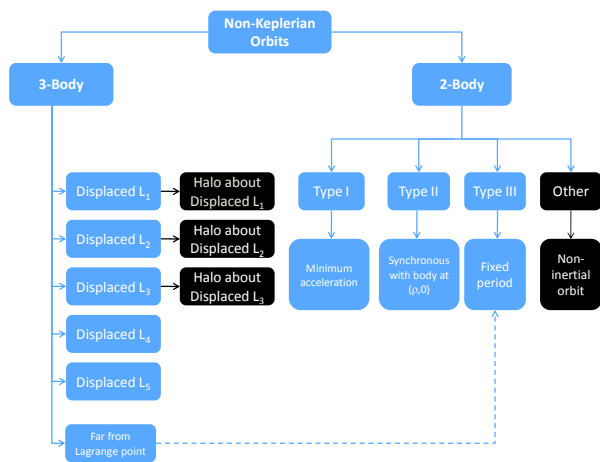 Non-Keplerian
Orbits
3-Body
2-Body
Displaced L₁
Halo about
Displaced L₁
Displaced L₂
Halo about
Displaced L₂
Displaced L₃
Halo about
Displaced L₃
Displaced L₄
Displaced L₅
Far from
Lagrange point
Type I
Type II
Type III
Other
Minimum
acceleration
Synchronous
with body at
(ρ,0)
Fixed
period
Non-
inertial
orbit